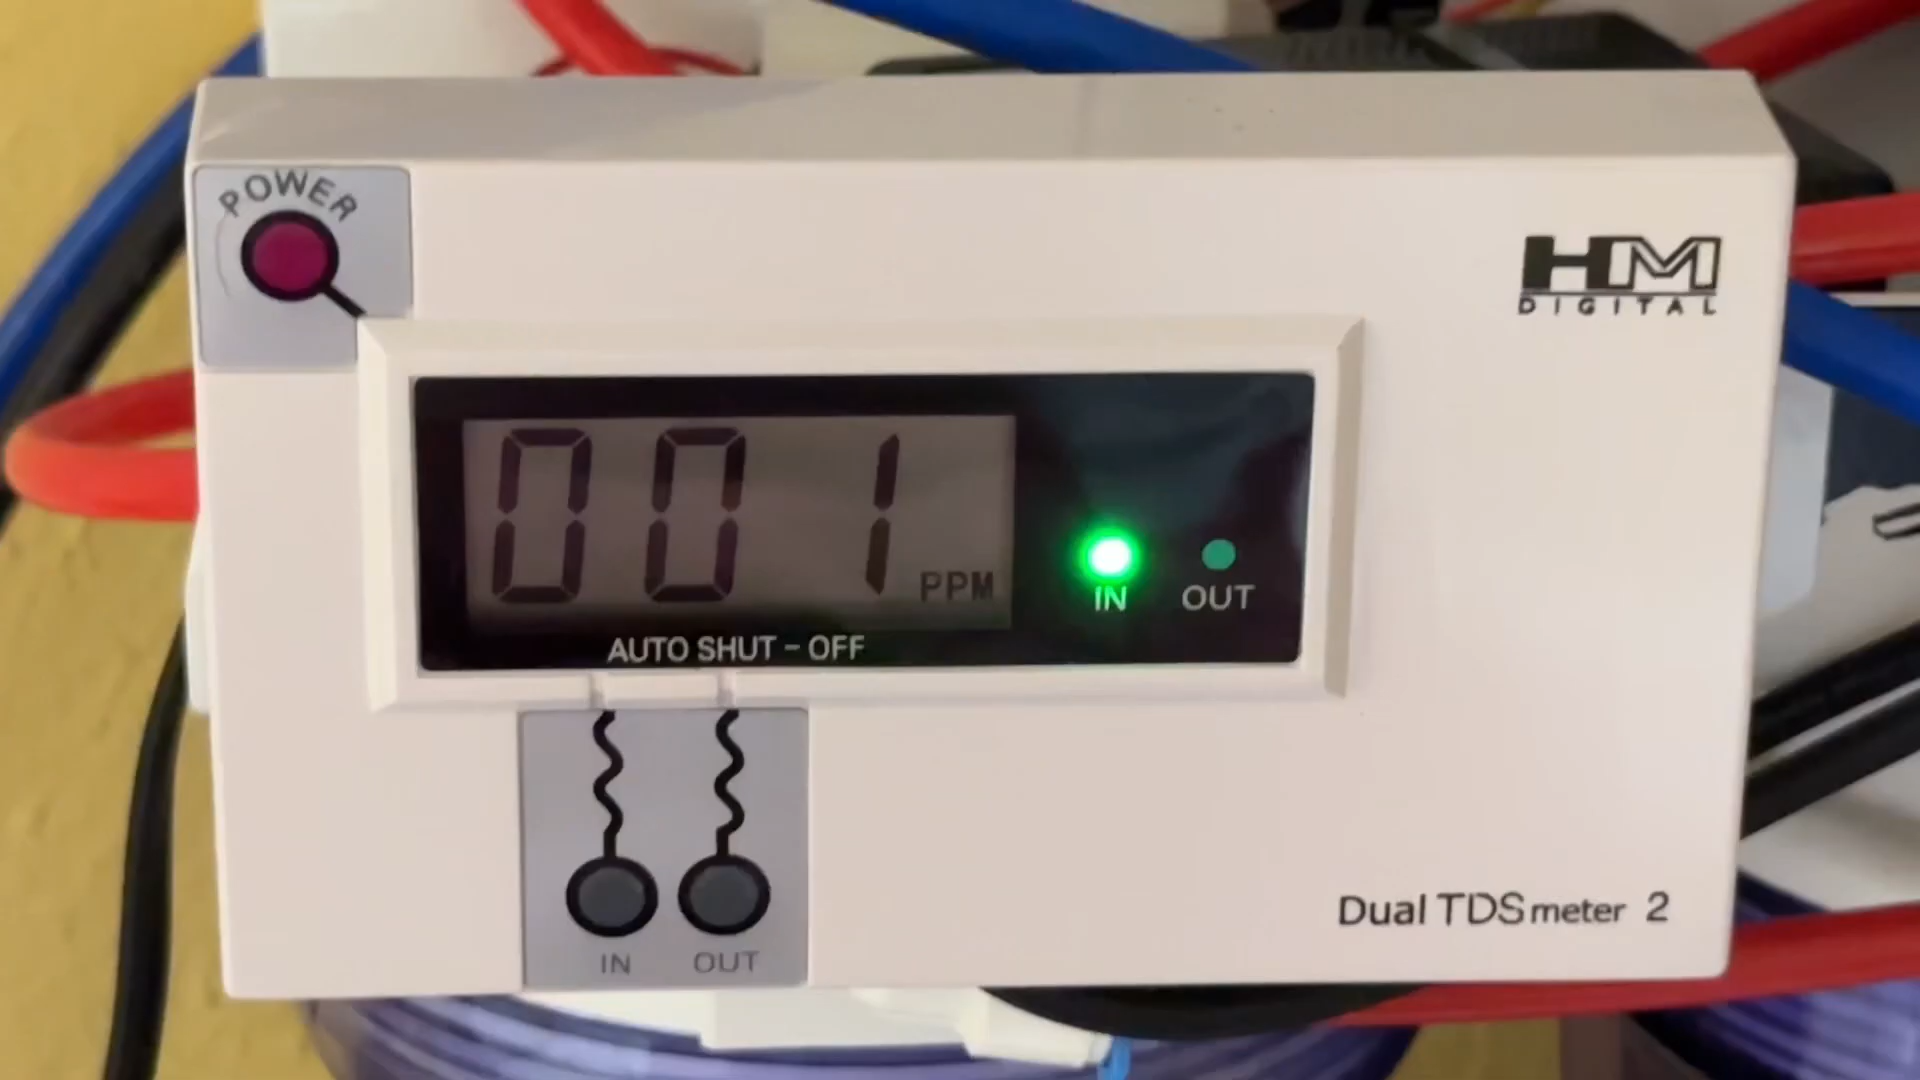 POWER
HM
DIGITAL
001 PPM
IN OUT
AUTO SHUT - OFF
IN OUT
Dual TDS meter 2